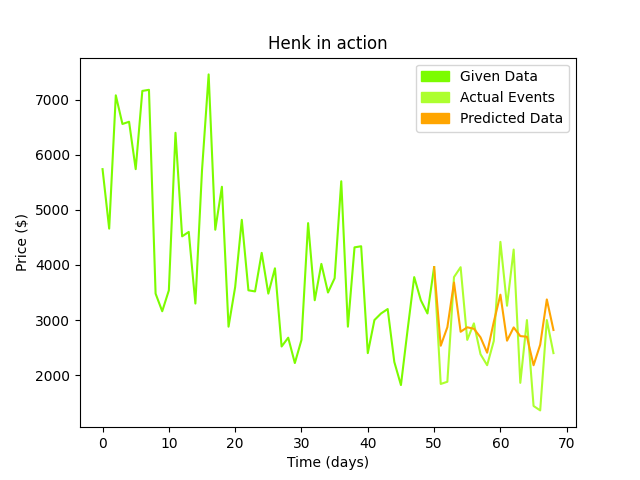 Henk in action
Given Data
Actual Events
Predicted Data
Price ($)
7000
6000
5000
4000
3000
2000
0 10 20 30 40 50 60 70
Time (days)